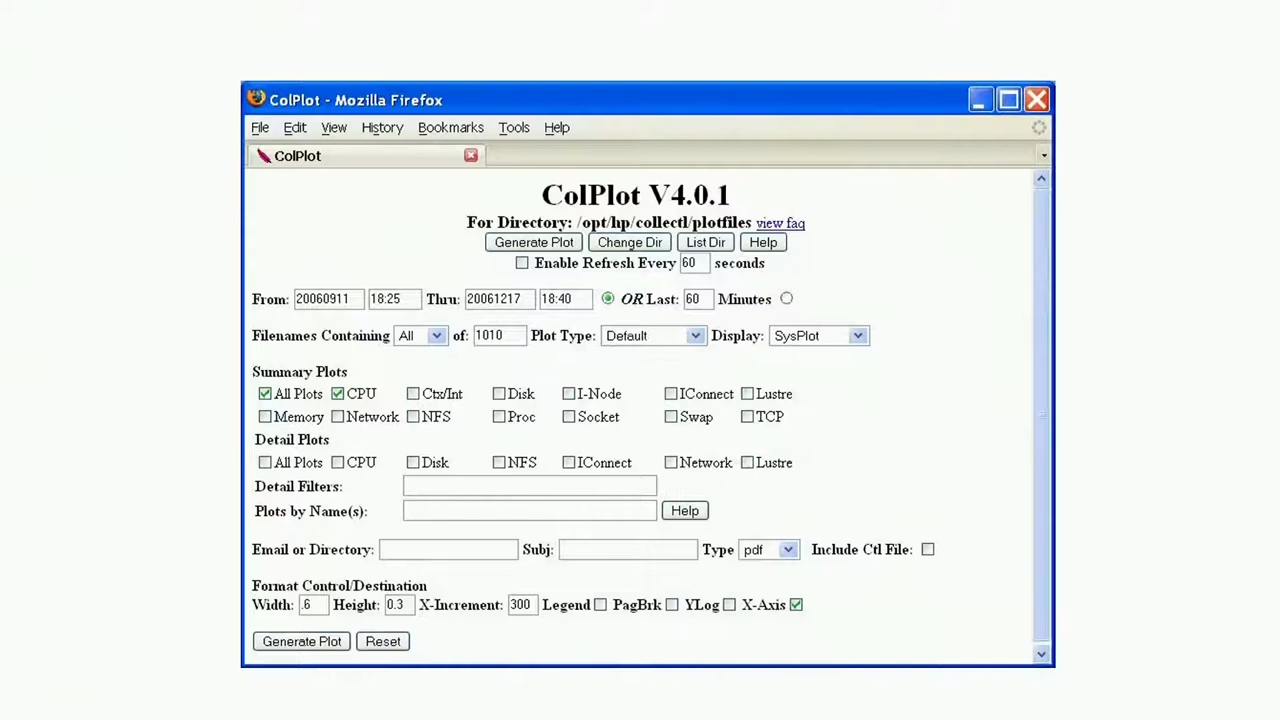 ColPlot - Mozilla Firefox
File Edit View History Bookmarks Tools Help
ColPlot
ColPlot V4.0.1
For Directory: /opt/hp/collectl/plotfiles view faq
Generate Plot Change Dir List Dir Help
Enable Refresh Every 60 seconds
From: 20060911 18:25 Thru: 20061217 18:40 OR Last: 60 Minutes
Filenames Containing All of: 1010 Plot Type: Default Display: SysPlot
Summary Plots
All Plots CPU Ctx/Int Disk I-Node IConnect Lustre
Memory Network NFS Proc Socket Swap TCP
Detail Plots
All Plots CPU Disk NFS IConnect Network Lustre
Detail Filters:
Plots by Name(s): Help
Email or Directory: Subj: Type pdf Include Ctl File:
Format Control/Destination
Width: .6 Height: 0.3 X-Increment: 300 Legend PagBrk YLog X-Axis
Generate Plot Reset